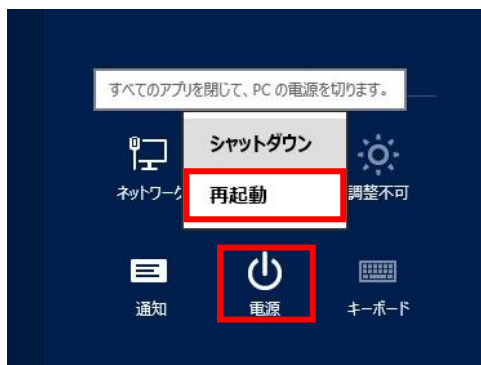 すべてのアプリを閉じて、PC の電源を切ります。
シャットダウン
再起動
ネットワーク
調整不可
通知
電源
キーボード